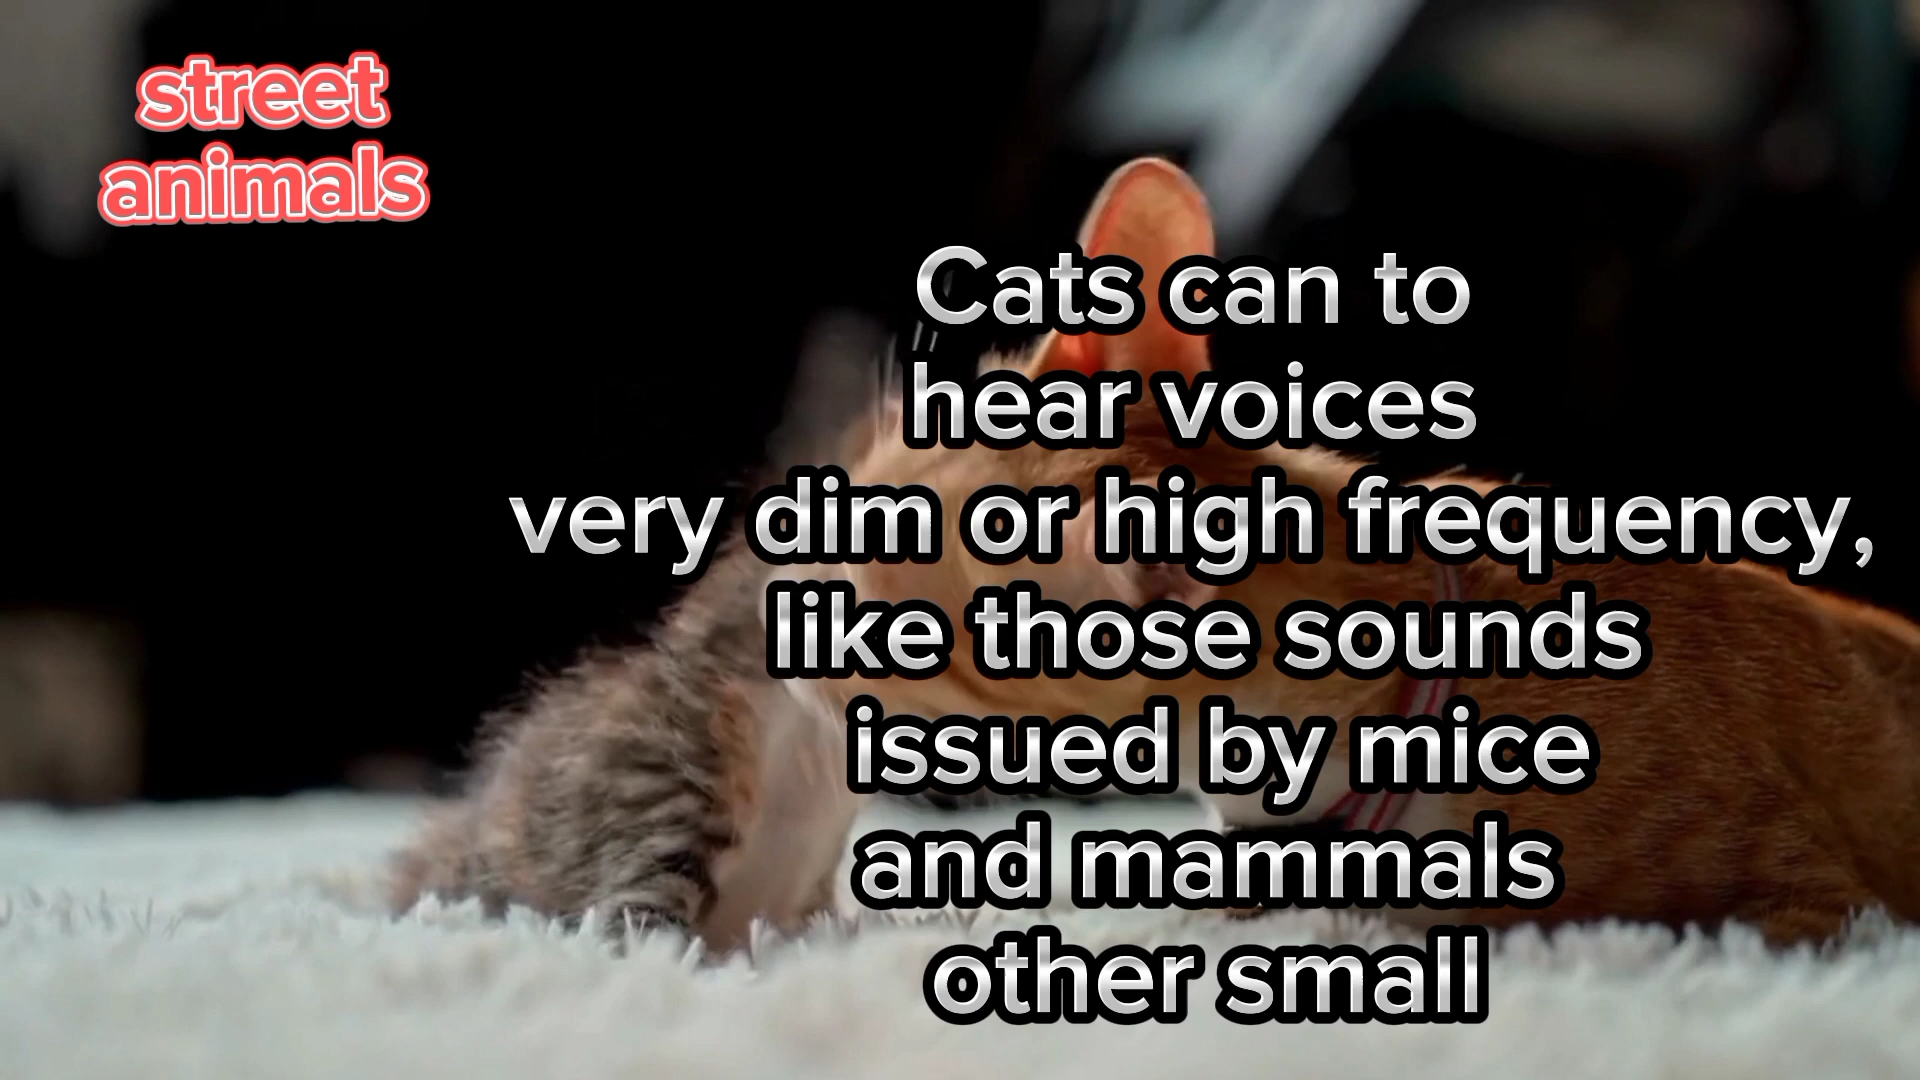 street
animals
Cats can to
hear voices
very dim or high frequency,
like those sounds
issued by mice
and mammals
other small